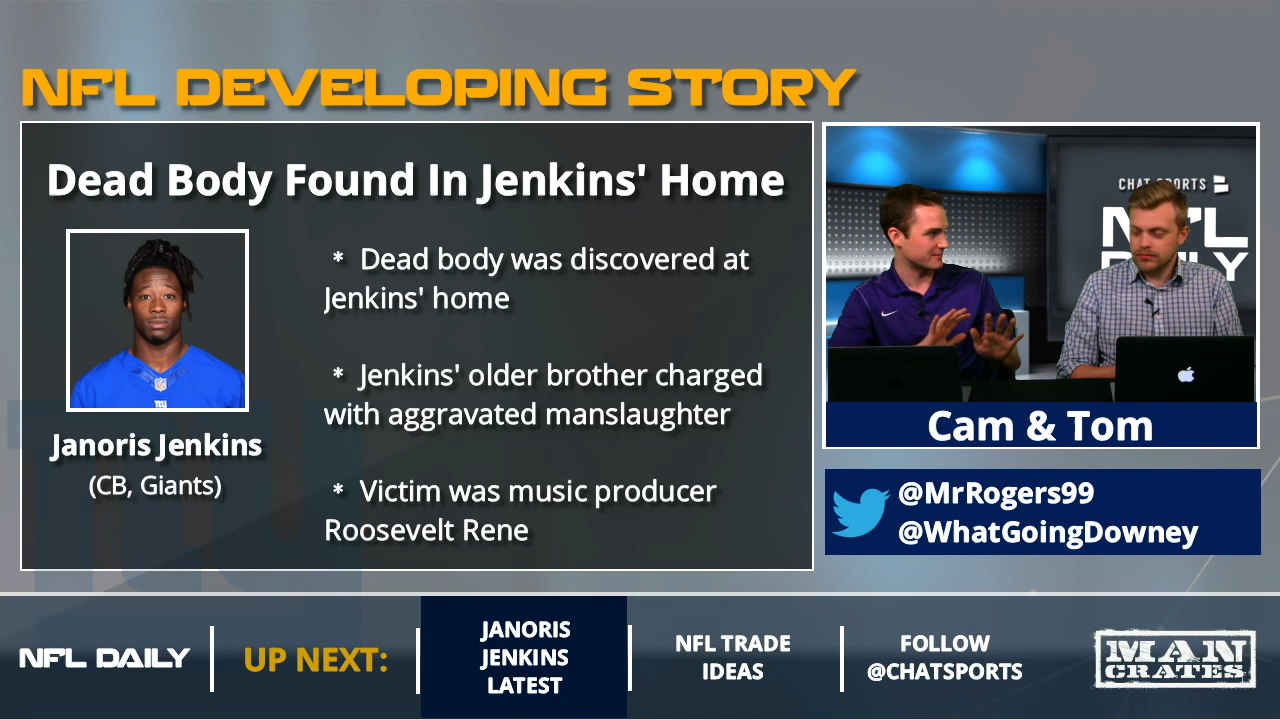 NFL DEVELOPING STORY
Dead Body Found In Jenkins' Home
* Dead body was discovered at
Jenkins' home
* Jenkins' older brother charged
with aggravated manslaughter
* Victim was music producer
Roosevelt Rene
Janoris Jenkins
(CB, Giants)
CHAT SPORTS
NFL
DAILY
Cam & Tom
@MrRogers99
@WhatGoingDowney
NFL DAILY
UP NEXT:
JANORIS
JENKINS
LATEST
NFL TRADE
IDEAS
FOLLOW
@CHATSPORTS
MAN
CRATES